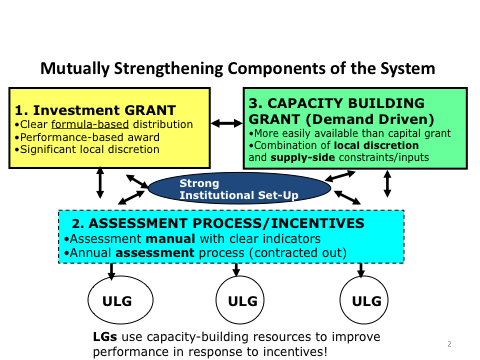 Mutually Strengthening Components of the System
1. Investment GRANT
•Clear formula-based distribution
•Performance-based award
•Significant local discretion
3. CAPACITY BUILDING
GRANT (Demand Driven)
•More easily available than capital grant
•Combination of local discretion
and supply-side constraints/inputs
Strong
Institutional Set-Up
2. ASSESSMENT PROCESS/INCENTIVES
•Assessment manual with clear indicators
•Annual assessment process (contracted out)
ULG
ULG
ULG
LGs use capacity-building resources to improve
performance in response to incentives!
2